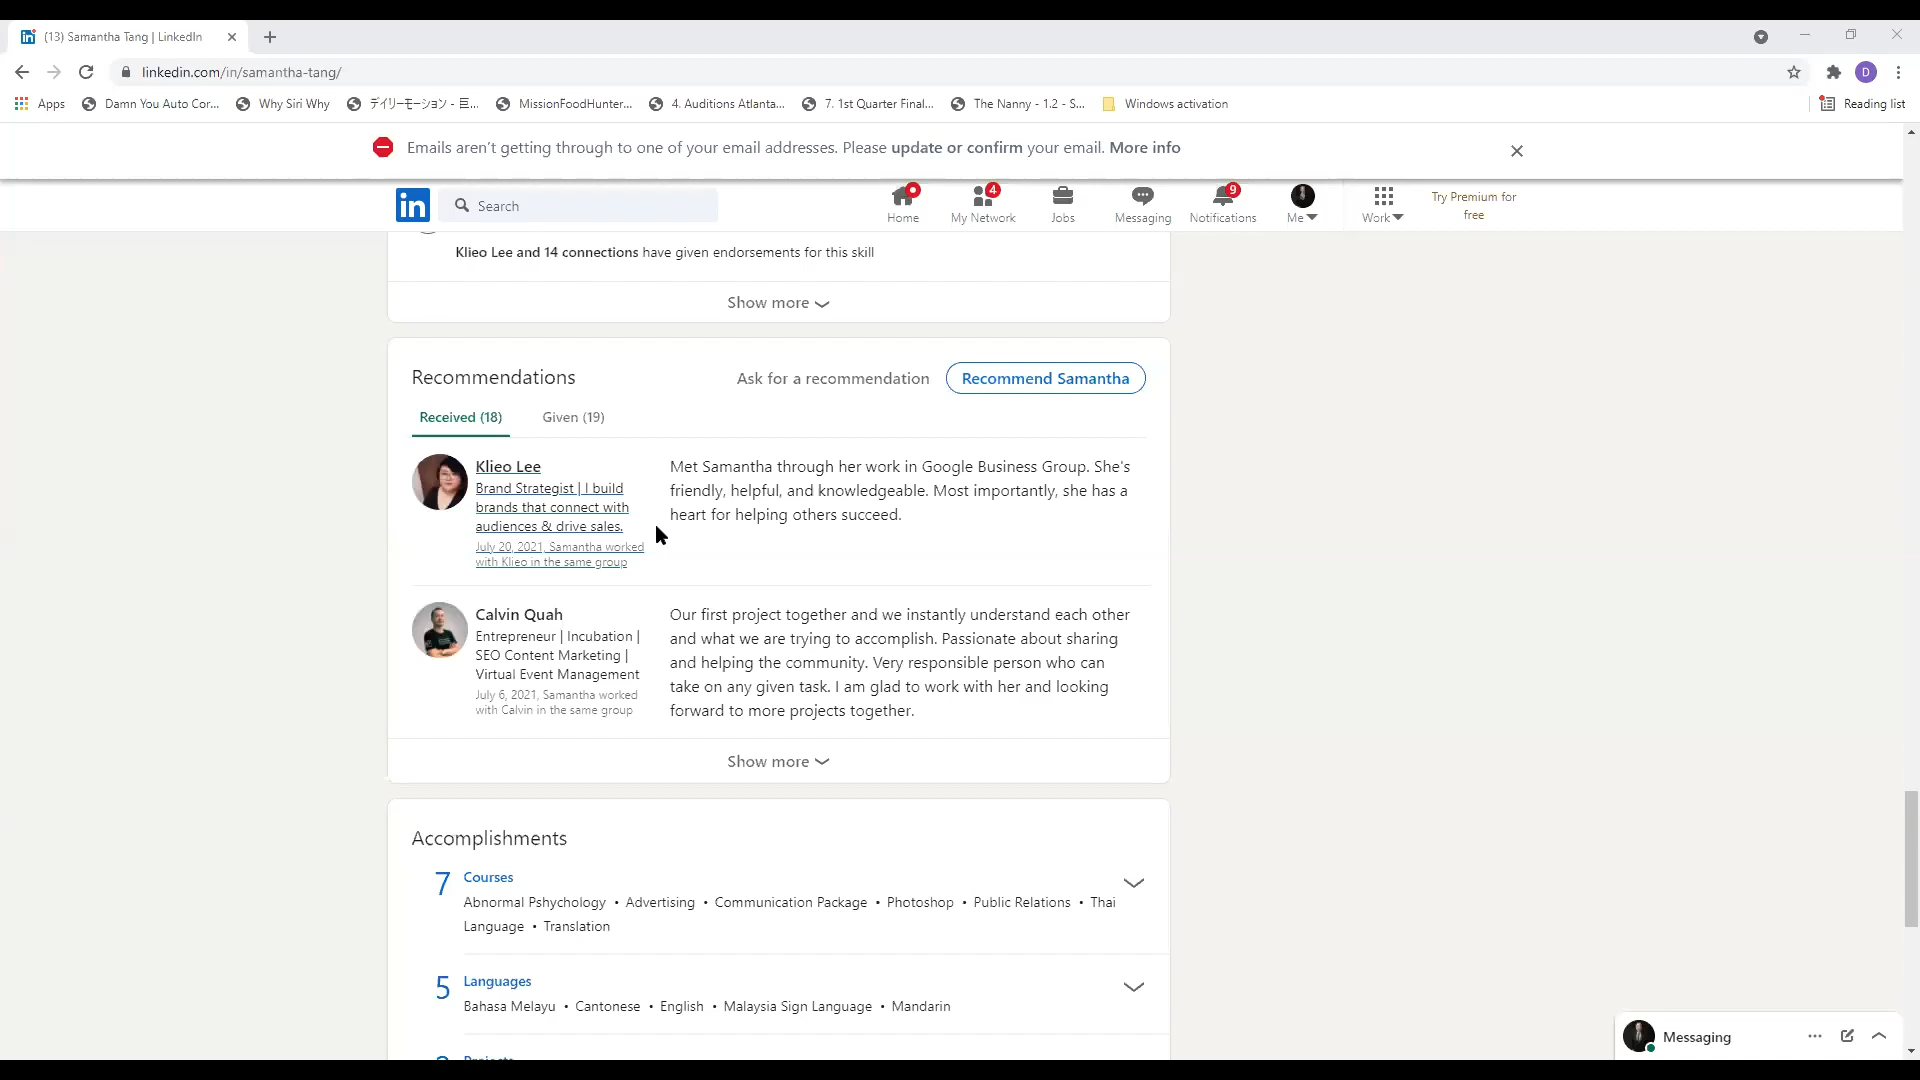 (13) Samantha Tang | LinkedIn
linkedin.com/in/samantha-tang/
D
Apps
Damn You Auto Cor...
Why Siri Why
デイリーモーション - 巨...
MissionFoodHunter...
4. Auditions Atlanta...
7. 1st Quarter Final...
The Nanny - 1.2 - S...
Windows activation
Reading list
Emails aren't getting through to one of your email addresses. Please update or confirm your email. More info
in
Search
Home
4
My Network
Jobs
Messaging
9
Notifications
Me
Work
Try Premium for
free
Klieo Lee and 14 connections have given endorsements for this skill
Show more
Recommendations
Ask for a recommendation
Recommend Samantha
Received (18)
Given (19)
Klieo Lee
Brand Strategist | I build
brands that connect with
audiences & drive sales.
July 20, 2021, Samantha worked
with Klieo in the same group
Met Samantha through her work in Google Business Group. She's
friendly, helpful, and knowledgeable. Most importantly, she has a
heart for helping others succeed.
Calvin Quah
Entrepreneur | Incubation |
SEO Content Marketing |
Virtual Event Management
July 6, 2021, Samantha worked
with Calvin in the same group
Our first project together and we instantly understand each other
and what we are trying to accomplish. Passionate about sharing
and helping the community. Very responsible person who can
take on any given task. I am glad to work with her and looking
forward to more projects together.
Show more
Accomplishments
7 Courses
Abnormal Pshychology • Advertising • Communication Package • Photoshop • Public Relations • Thai
Language • Translation
5 Languages
Bahasa Melayu • Cantonese • English • Malaysia Sign Language • Mandarin
Messaging